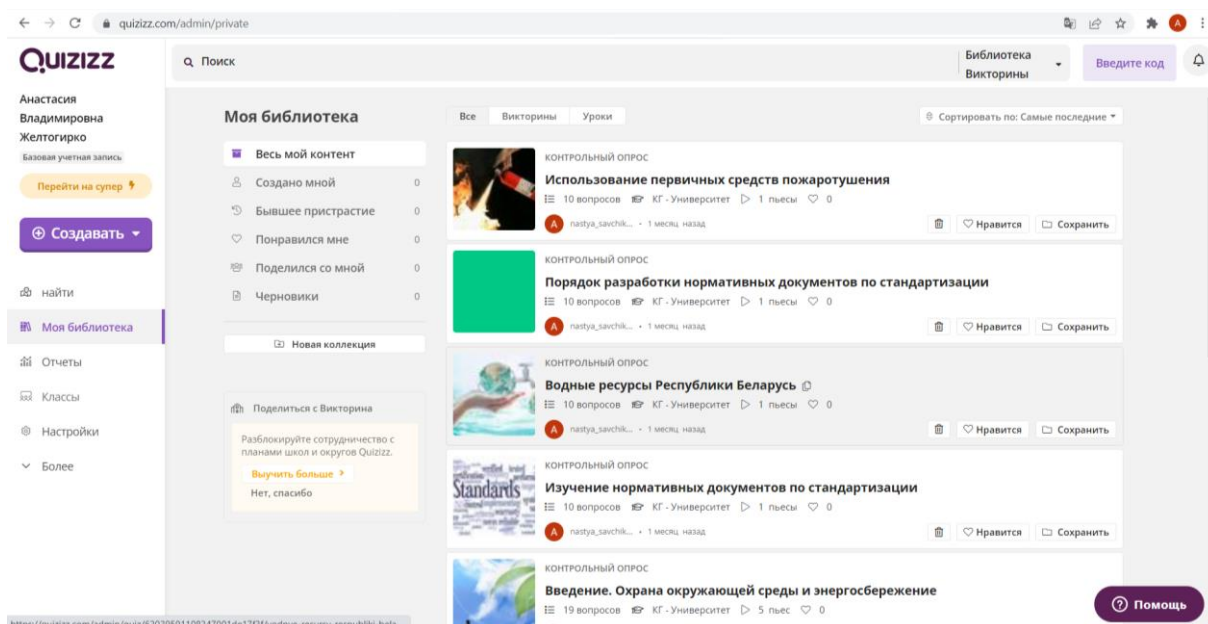 quizizz.com/admin/private
QUIZIZZ
Поиск
Библиотека
Викторины
Введите код
Анастасия
Владимировна
Желтогирко
Базовая учетная запись
Перейти на супер
Создавать
найти
Моя библиотека
Отчеты
Классы
Настройки
Более
Моя библиотека
Весь мой контент
Создано мной 0
Бывшее пристрастие 0
Понравился мне 0
Поделился со мной 0
Черновики 0
Новая коллекция
Поделиться с Викторина
Разблокируйте сотрудничество с
планами школ и округов Quizizz.
Выучить больше >
Нет, спасибо
Все Викторины Уроки
Сортировать по: Самые последние
КОНТРОЛЬНЫЙ ОПРОС
Использование первичных средств пожаротушения
10 вопросов КГ - Университет 1 пьесы 0
A nastya_savchik... • 1 месяц назад Нравится Сохранить
КОНТРОЛЬНЫЙ ОПРОС
Порядок разработки нормативных документов по стандартизации
10 вопросов КГ - Университет 1 пьесы 0
A nastya_savchik... • 1 месяц назад Нравится Сохранить
КОНТРОЛЬНЫЙ ОПРОС
Водные ресурсы Республики Беларусь
10 вопросов КГ - Университет 1 пьесы 0
A nastya_savchik... • 1 месяц назад Нравится Сохранить
Standards
КОНТРОЛЬНЫЙ ОПРОС
Изучение нормативных документов по стандартизации
10 вопросов КГ - Университет 1 пьесы 0
A nastya_savchik... • 1 месяц назад Нравится Сохранить
КОНТРОЛЬНЫЙ ОПРОС
Введение. Охрана окружающей среды и энергосбережение
19 вопросов КГ - Университет 5 пьес 0
Помощь